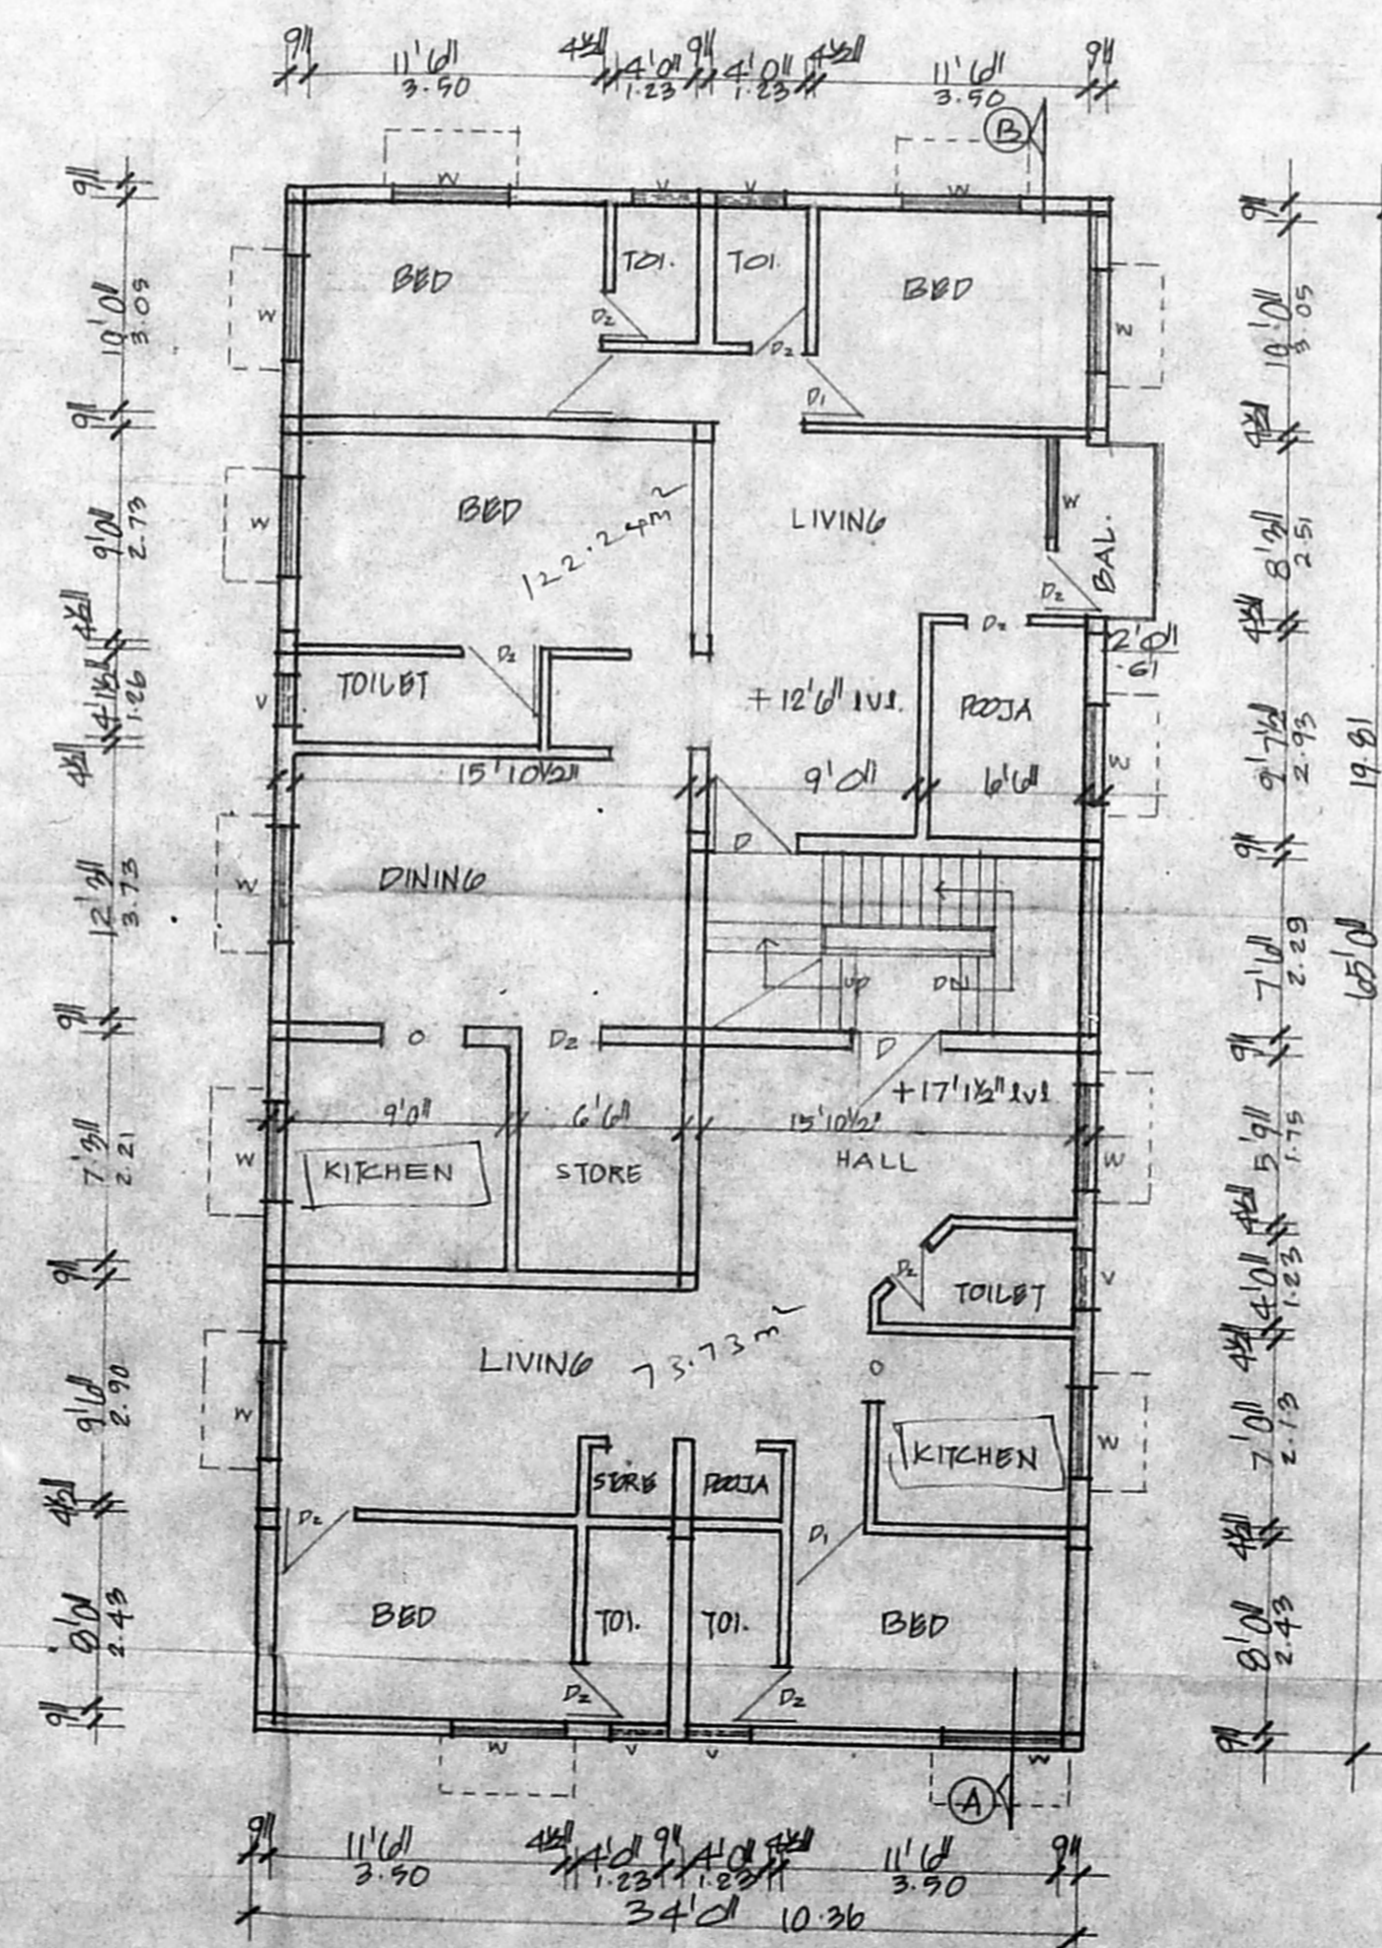 9" 11'6" 4½" 4'0" 9" 4'0" 4½" 11'6" 9"
3.50 1.23 1.23 3.50
B
W V V W
9" 9"
BED TOI. TOI. BED
W D2 D2 W
10'0" 3.05 10'0" 3.05
D1
9" 4½"
BED LIVING W BAL.
W 122.24m²
9'0" 2.73 8'3" 2.51
D2
4½" D2 D2 4½"
2'0"
.61
TOILET +12'6" lvl. POOJA
V
4'1½" 1.26 9'7½" 2.93
4½" 15'10½" 9'0" 6'6" W
19.81
D 9"
DINING
W
12'3" 3.73
7'6" 2.29
65'0"
UP DN
9" O D2 D 9"
+17'1½" lvl
9'0" 6'6" 15'10½"
5'9" 1.75
7'3" 2.21
W KITCHEN STORE HALL W
4½"
D2 TOILET V
9" 4'0" 1.23
LIVING 73.73m² O 4½"
9'6" 2.90
W KITCHEN W
7'0" 2.13
STORE POOJA
4½" D2 D1 4½"
BED TOI. TOI. BED
8'0" 2.43 8'0" 2.43
D2 D2
9" W V V W 9"
A
9" 11'6" 4½" 4'0" 9" 4'0" 4½" 11'6" 9"
3.50 1.23 1.23 3.50
34'0" 10.36